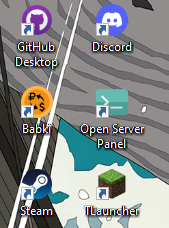 GitHub
Desktop
Discord
Babki
Open Server
Panel
Steam
TLauncher